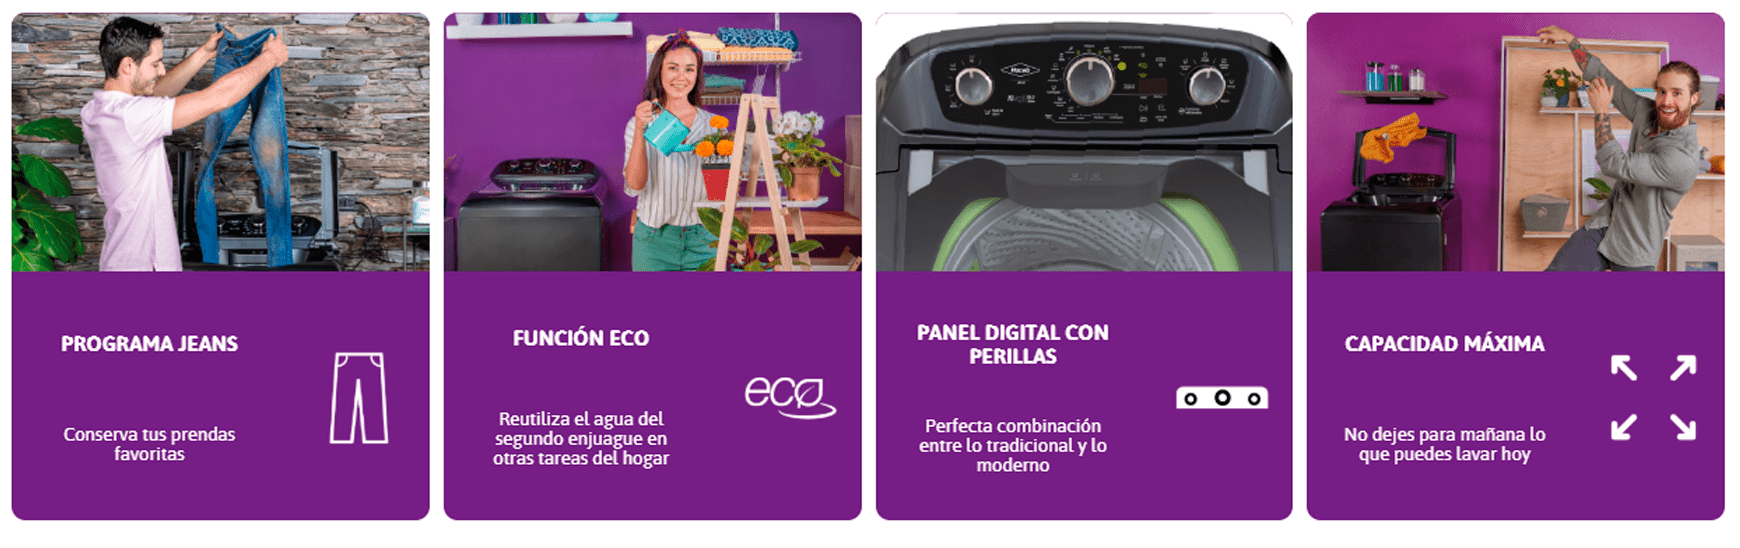 PROGRAMA JEANS
Conserva tus prendas
favoritas
FUNCIÓN ECO
eco
Reutiliza el agua del
segundo enjuague en
otras tareas del hogar
Haceb
PANEL DIGITAL CON
PERILLAS
Perfecta combinación
entre lo tradicional y lo
moderno
CAPACIDAD MÁXIMA
No dejes para mañana lo
que puedes lavar hoy